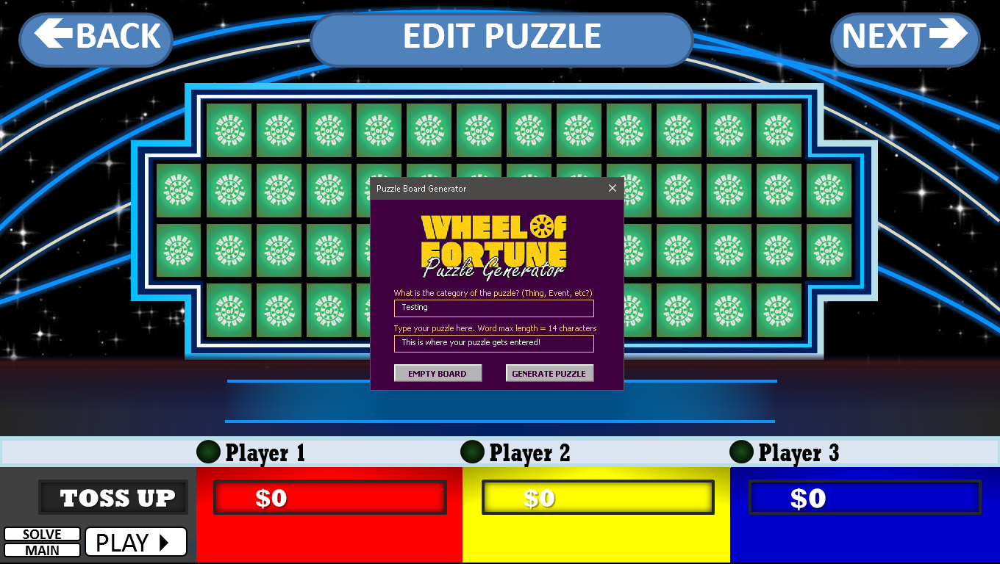 BACK
EDIT PUZZLE
NEXT
WHEEL OF FORTUNE
Puzzle Board Generator
WHEEL OF
FORTUNE
Puzzle Generator
What is the category of the puzzle? (Thing, Event, etc?)
Testing
Type your puzzle here. Word max length = 14 characters
This is where your puzzle gets entered!
EMPTY BOARD
GENERATE PUZZLE
Player 1
Player 2
Player 3
TOSS UP
$0
$0
$0
SOLVE
MAIN
PLAY